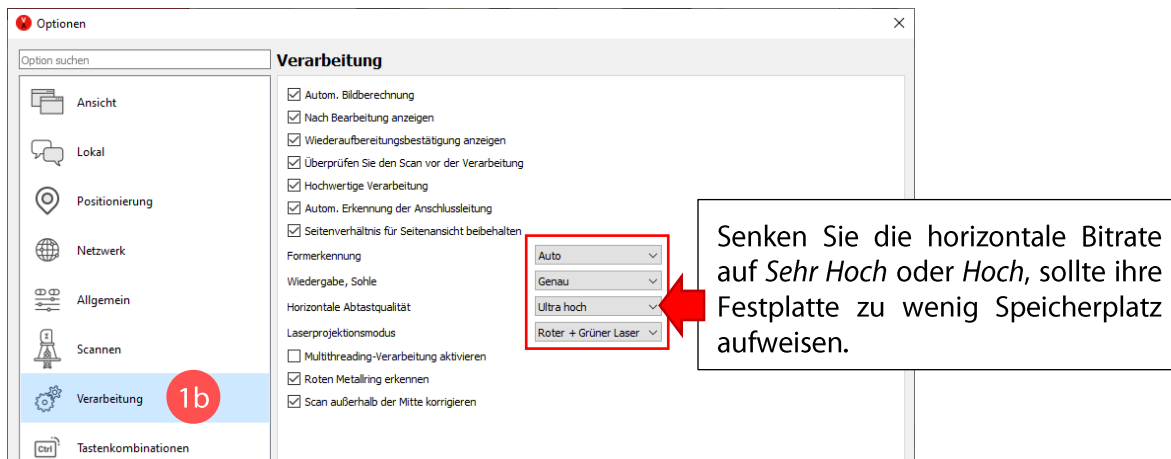 Optionen
Option suchen
Verarbeitung
Ansicht
Lokal
Positionierung
Netzwerk
Allgemein
Scannen
Verarbeitung
1b
Ctrl
Tastenkombinationen
Autom. Bildberechnung
Nach Bearbeitung anzeigen
Wiederaufbereitungsbestätigung anzeigen
Überprüfen Sie den Scan vor der Verarbeitung
Hochwertige Verarbeitung
Autom. Erkennung der Anschlussleitung
Seitenverhältnis für Seitenansicht beibehalten
Formerkennung Auto
Wiedergabe, Sohle Genau
Horizontale Abtastqualität Ultra hoch
Laserprojektionsmodus Roter + Grüner Laser
Multithreading-Verarbeitung aktivieren
Roten Metallring erkennen
Scan außerhalb der Mitte korrigieren
Senken Sie die horizontale Bitrate
auf Sehr Hoch oder Hoch, sollte ihre
Festplatte zu wenig Speicherplatz
aufweisen.